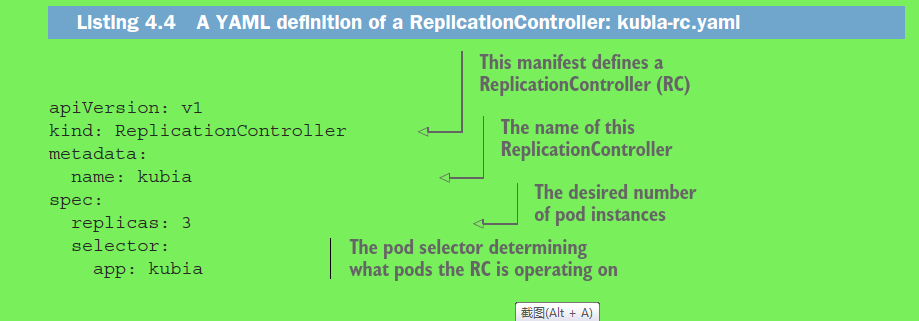 Listing 4.4 A YAML definition of a ReplicationController: kubia-rc.yaml
This manifest defines a
ReplicationController (RC)
apiVersion: v1
kind: ReplicationController
The name of this
ReplicationController
metadata:
  name: kubia
The desired number
of pod instances
spec:
  replicas: 3
  selector:
    app: kubia
The pod selector determining
what pods the RC is operating on
截图(Alt + A)